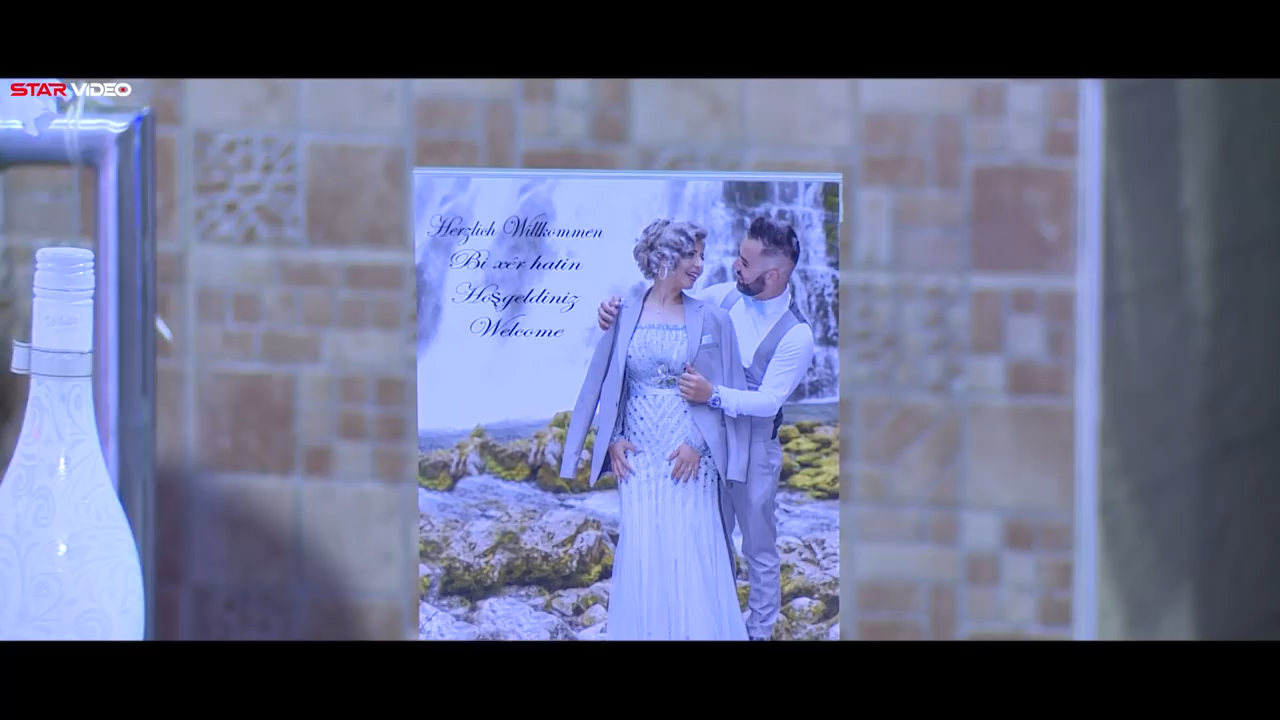 STAR VIDEO
Herzlich Willkommen
Bi xêr hatin
Hoşgeldiniz
Welcome